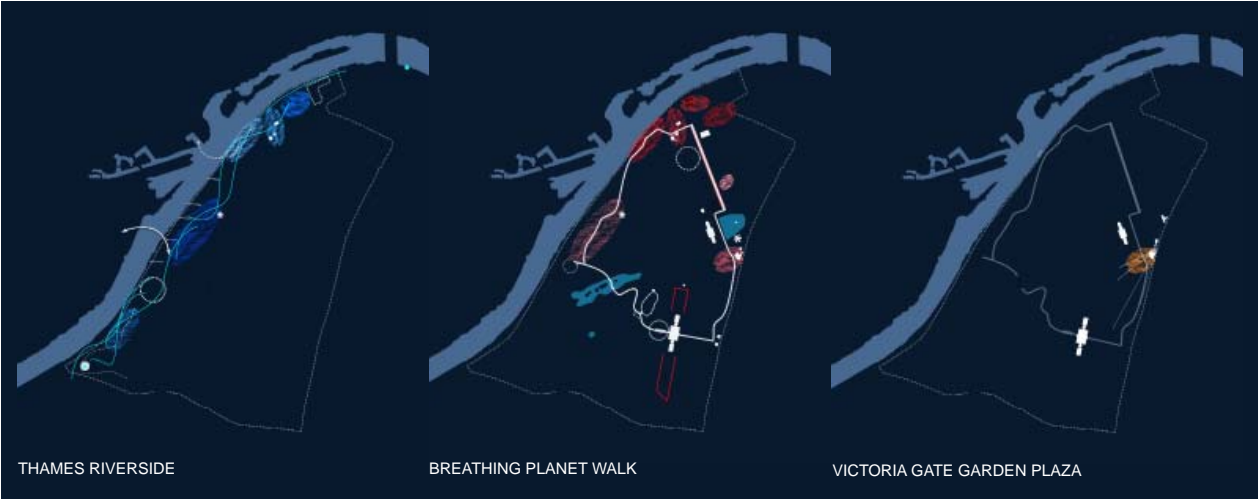 THAMES RIVERSIDE
BREATHING PLANET WALK
VICTORIA GATE GARDEN PLAZA